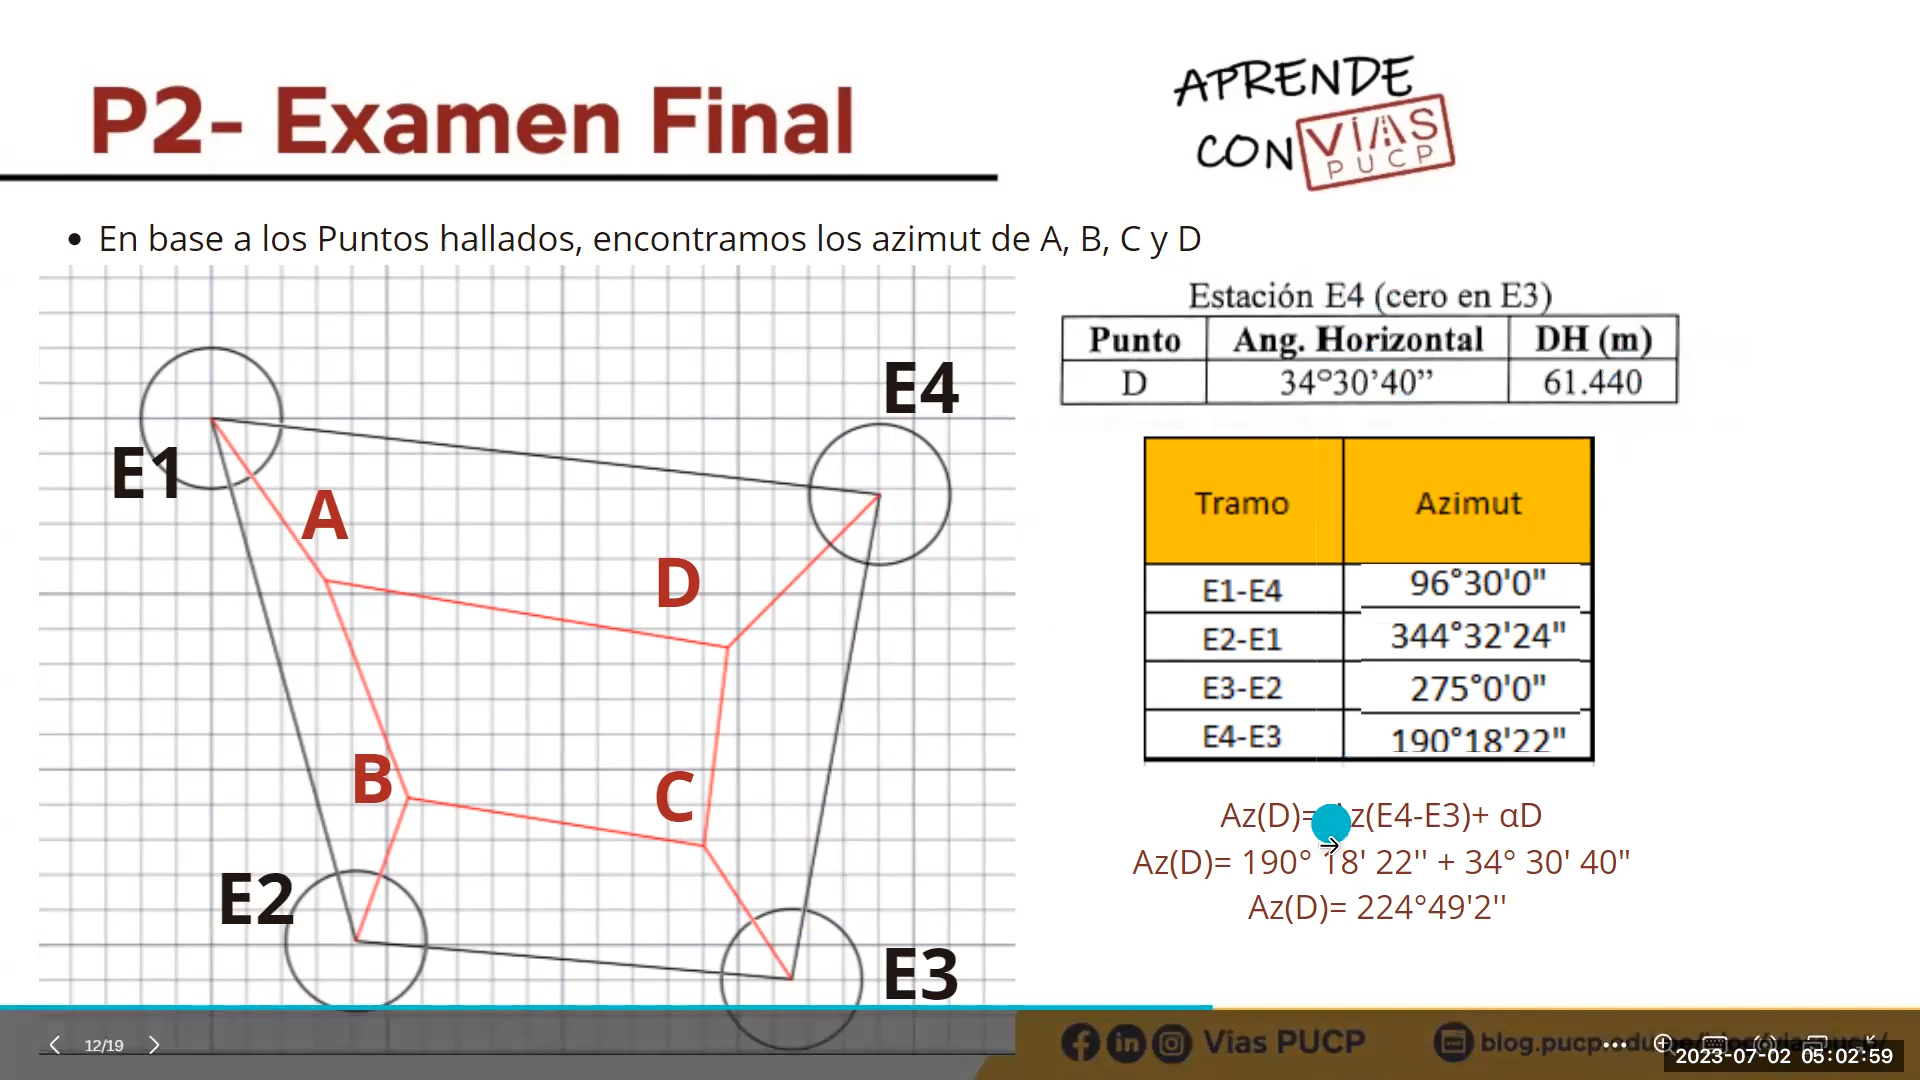 P2- Examen Final
APRENDE
CON VÍAS
PUCP
• En base a los Puntos hallados, encontramos los azimut de A, B, C y D
E1
E4
A
D
B
C
E2
E3
Estación E4 (cero en E3)
Punto Ang. Horizontal DH (m)
D 34°30’40” 61.440
Tramo Azimut
E1-E4 96°30'0"
E2-E1 344°32'24"
E3-E2 275°0'0"
E4-E3 190°18'22"
Az(D)= Az(E4-E3)+ αD
Az(D)= 190° 18' 22'' + 34° 30' 40"
Az(D)= 224°49'2''
12/19
Vías PUCP
2023-07-02 05:02:59